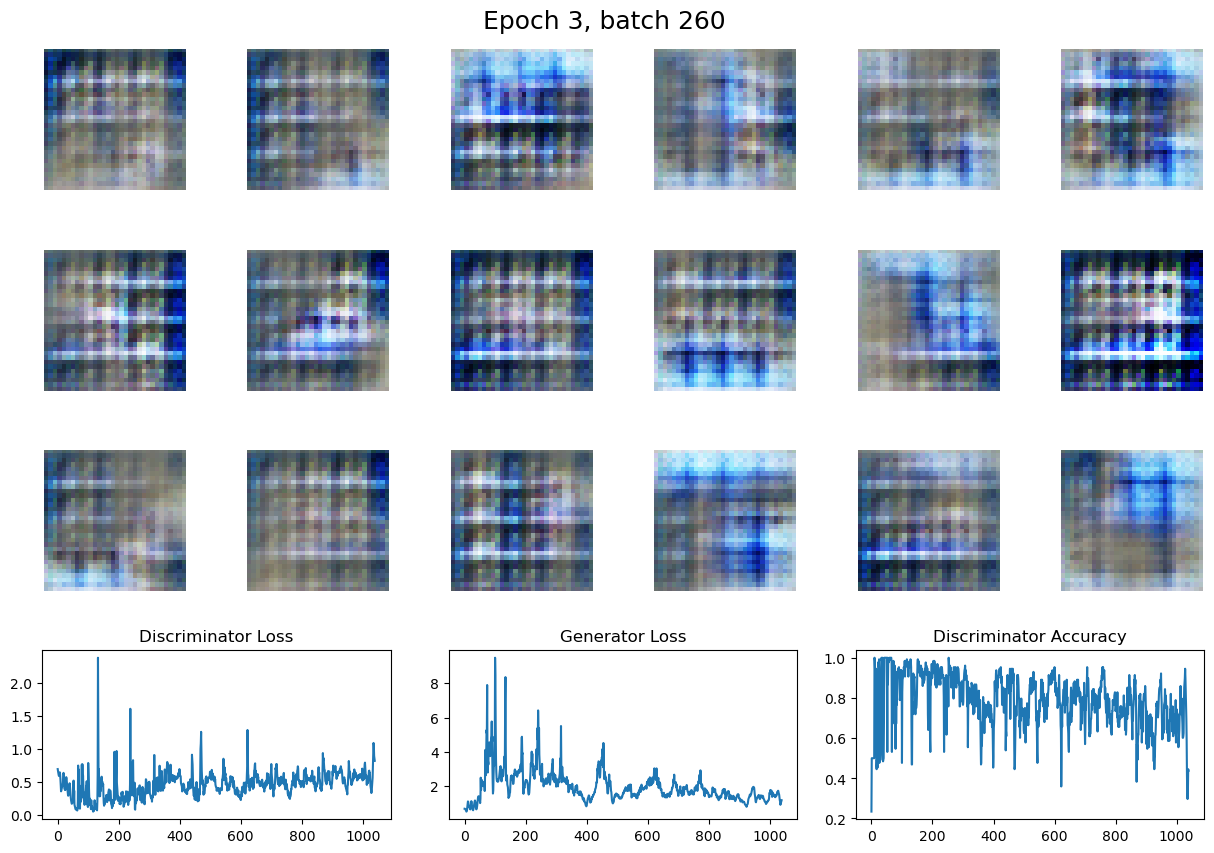 Epoch 3, batch 260
Discriminator Loss
Generator Loss
Discriminator Accuracy
2.0
1.5
1.0
0.5
0.0
0 200 400 600 800 1000
8
6
4
2
0 200 400 600 800 1000
1.0
0.8
0.6
0.4
0.2
0 200 400 600 800 1000